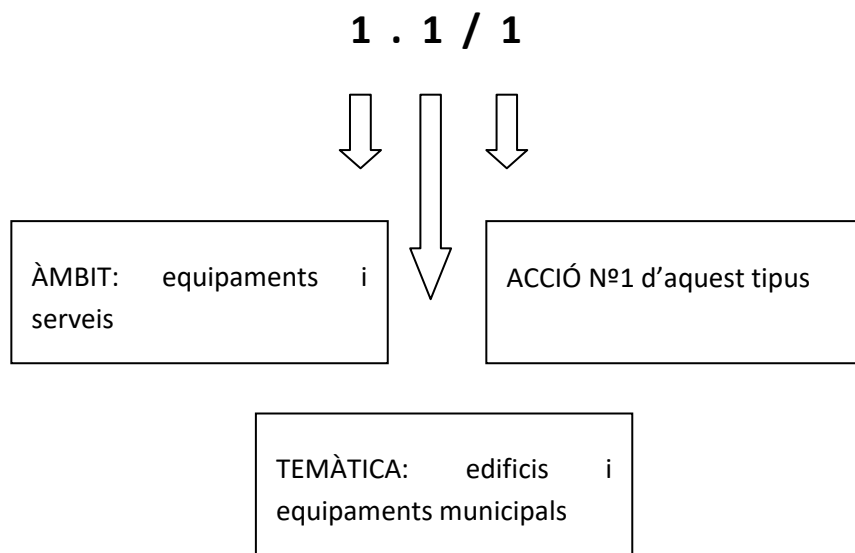 1 . 1 / 1
ÀMBIT: equipaments i
serveis
ACCIÓ Nº1 d’aquest tipus
TEMÀTICA: edificis i
equipaments municipals